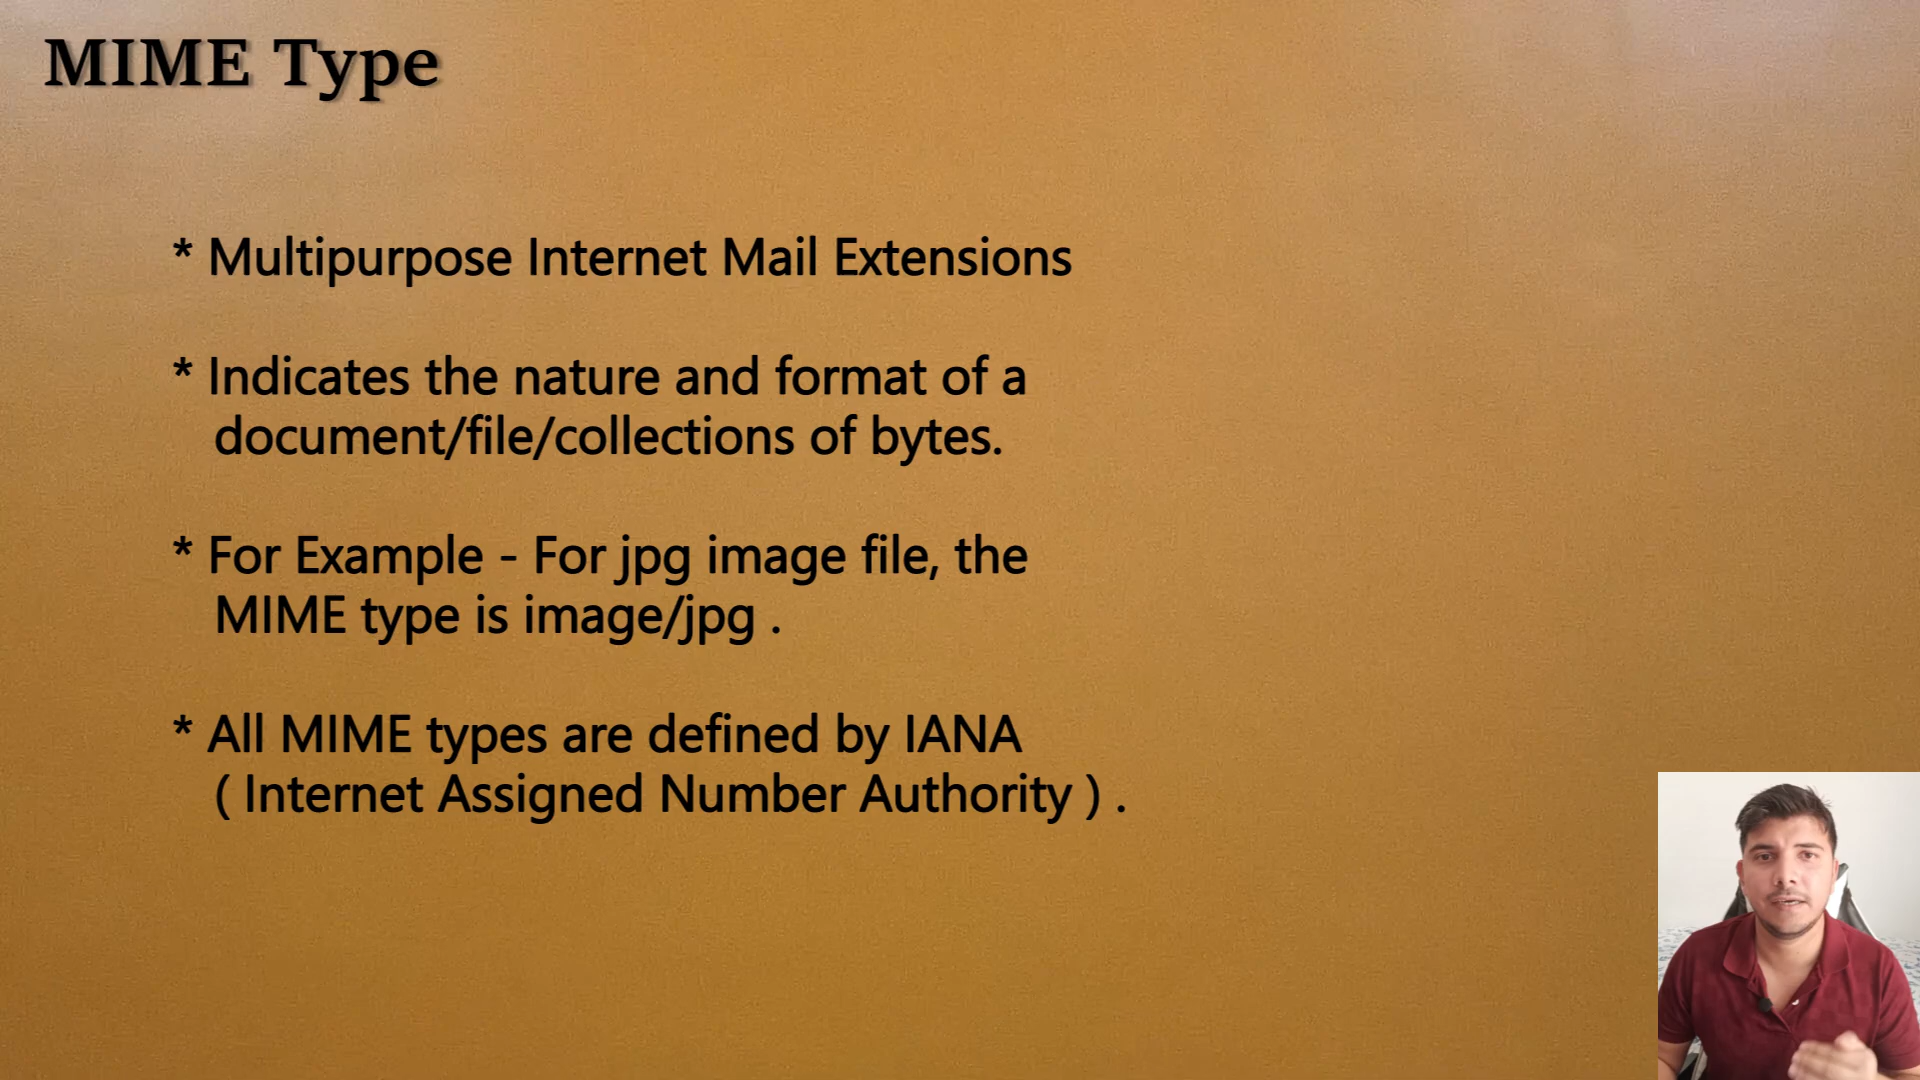 MIME Type
* Multipurpose Internet Mail Extensions
* Indicates the nature and format of a
document/file/collections of bytes.
* For Example - For jpg image file, the
MIME type is image/jpg .
* All MIME types are defined by IANA
( Internet Assigned Number Authority ) .